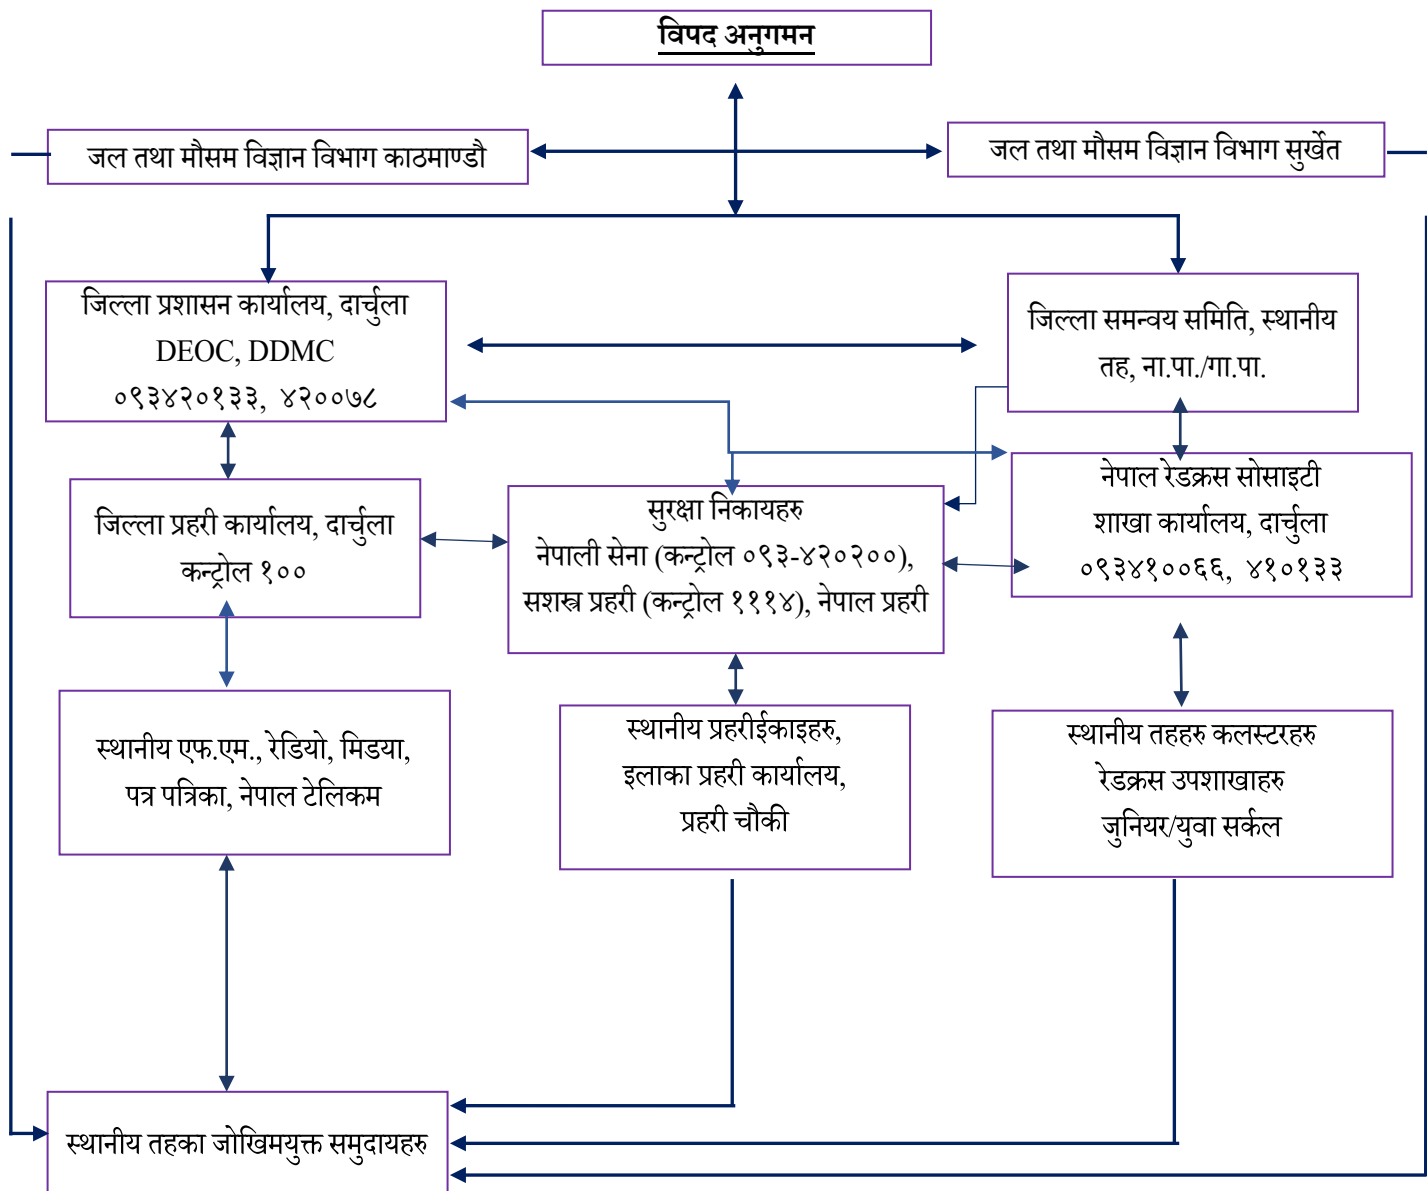 विपद अनुगमन
जल तथा मौसम विज्ञान विभाग काठमाण्डौ
जल तथा मौसम विज्ञान विभाग सुर्खेत
जिल्ला प्रशासन कार्यालय, दार्चुला
DEOC, DDMC
०९३४२०१३३, ४२००७८
जिल्ला समन्वय समिति, स्थानीय
तह, ना.पा./गा.पा.
जिल्ला प्रहरी कार्यालय, दार्चुला
कन्ट्रोल १००
सुरक्षा निकायहरु
नेपाली सेना (कन्ट्रोल ०९३-४२०२००),
सशस्त्र प्रहरी (कन्ट्रोल १११४), नेपाल प्रहरी
नेपाल रेडक्रस सोसाइटी
शाखा कार्यालय, दार्चुला
०९३४१००६६, ४१०१३३
स्थानीय एफ.एम., रेडियो, मिडया,
पत्र पत्रिका, नेपाल टेलिकम
स्थानीय प्रहरीईकाइहरु,
इलाका प्रहरी कार्यालय,
प्रहरी चौकी
स्थानीय तहहरु कलस्टरहरु
रेडक्रस उपशाखाहरु
जुनियर/युवा सर्कल
स्थानीय तहका जोखिमयुक्त समुदायहरु